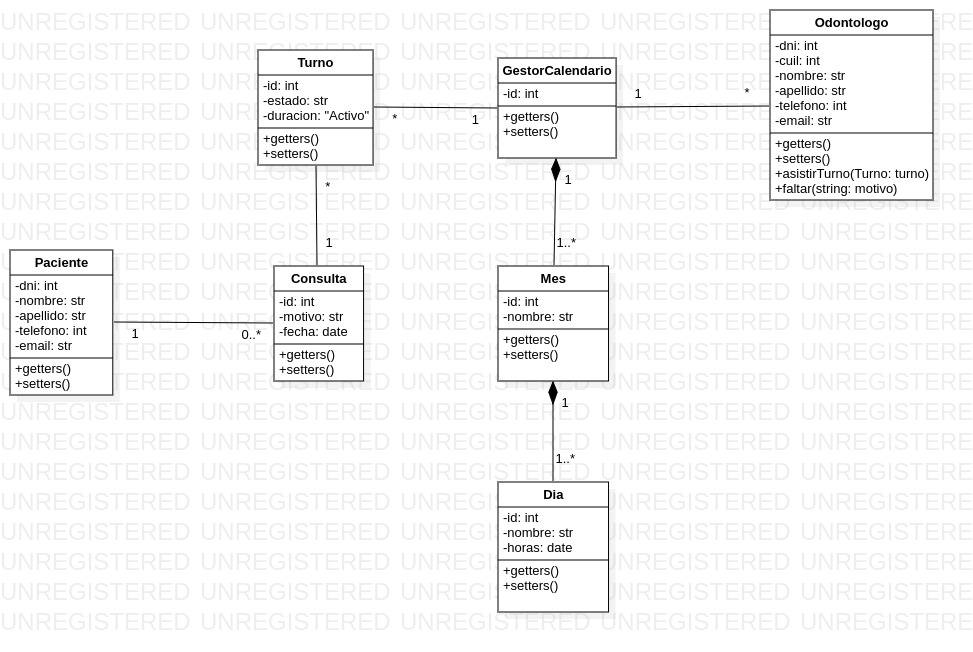 Turno
-id: int
-estado: str
-duracion: "Activo"
+getters()
+setters()
*
1
GestorCalendario
-id: int
+getters()
+setters()
1
*
Odontologo
-dni: int
-cuil: int
-nombre: str
-apellido: str
-telefono: int
-email: str
+getters()
+setters()
+asistirTurno(Turno: turno)
+faltar(string: motivo)
*
1
1
1..*
Paciente
-dni: int
-nombre: str
-apellido: str
-telefono: int
-email: str
+getters()
+setters()
1
0..*
Consulta
-id: int
-motivo: str
-fecha: date
+getters()
+setters()
Mes
-id: int
-nombre: str
+getters()
+setters()
1
1..*
Dia
-id: int
-nombre: str
-horas: date
+getters()
+setters()
UNREGISTERED UNREGISTERED UNREGISTERED UNREGISTERED UNREGISTERED